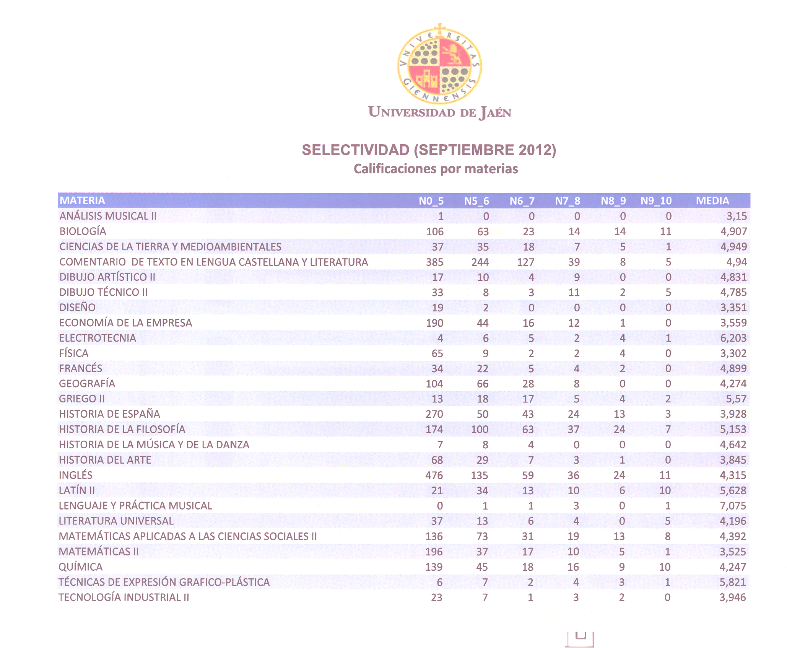 UNIVERSITAS GIENNENSIS
UNIVERSIDAD DE JAÉN
SELECTIVIDAD (SEPTIEMBRE 2012)
Calificaciones por materias
MATERIA N0_5 N5_6 N6_7 N7_8 N8_9 N9_10 MEDIA
ANÁLISIS MUSICAL II 1 0 0 0 0 0 3,15
BIOLOGÍA 106 63 23 14 14 11 4,907
CIENCIAS DE LA TIERRA Y MEDIOAMBIENTALES 37 35 18 7 5 1 4,949
COMENTARIO DE TEXTO EN LENGUA CASTELLANA Y LITERATURA 385 244 127 39 8 5 4,94
DIBUJO ARTÍSTICO II 17 10 4 9 0 0 4,831
DIBUJO TÉCNICO II 33 8 3 11 2 5 4,785
DISEÑO 19 2 0 0 0 0 3,351
ECONOMÍA DE LA EMPRESA 190 44 16 12 1 0 3,559
ELECTROTECNIA 4 6 5 2 4 1 6,203
FÍSICA 65 9 2 2 4 0 3,302
FRANCÉS 34 22 5 4 2 0 4,899
GEOGRAFÍA 104 66 28 8 0 0 4,274
GRIEGO II 13 18 17 5 4 2 5,57
HISTORIA DE ESPAÑA 270 50 43 24 13 3 3,928
HISTORIA DE LA FILOSOFÍA 174 100 63 37 24 7 5,153
HISTORIA DE LA MÚSICA Y DE LA DANZA 7 8 4 0 0 0 4,642
HISTORIA DEL ARTE 68 29 7 3 1 0 3,845
INGLÉS 476 135 59 36 24 11 4,315
LATÍN II 21 34 13 10 6 10 5,628
LENGUAJE Y PRÁCTICA MUSICAL 0 1 1 3 0 1 7,075
LITERATURA UNIVERSAL 37 13 6 4 0 5 4,196
MATEMÁTICAS APLICADAS A LAS CIENCIAS SOCIALES II 136 73 31 19 13 8 4,392
MATEMÁTICAS II 196 37 17 10 5 1 3,525
QUÍMICA 139 45 18 16 9 10 4,247
TÉCNICAS DE EXPRESIÓN GRAFICO-PLÁSTICA 6 7 2 4 3 1 5,821
TECNOLOGÍA INDUSTRIAL II 23 7 1 3 2 0 3,946